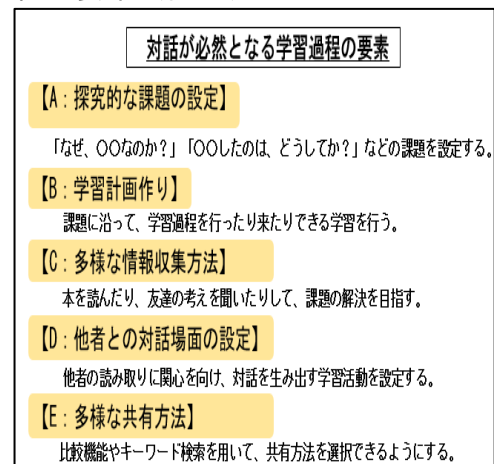 対話が必然となる学習過程の要素
【A：探究的な課題の設定】
「なぜ、〇〇なのか？」「〇〇したのは、どうしてか？」などの課題を設定する。
【B：学習計画作り】
課題に沿って、学習過程を行ったり来たりできる学習を行う。
【C：多様な情報収集方法】
本を読んだり、友達の考えを聞いたりして、課題の解決を目指す。
【D：他者との対話場面の設定】
他者の読み取りに関心を向け、対話を生み出す学習活動を設定する。
【E：多様な共有方法】
比較機能やキーワード検索を用いて、共有方法を選択できるようにする。